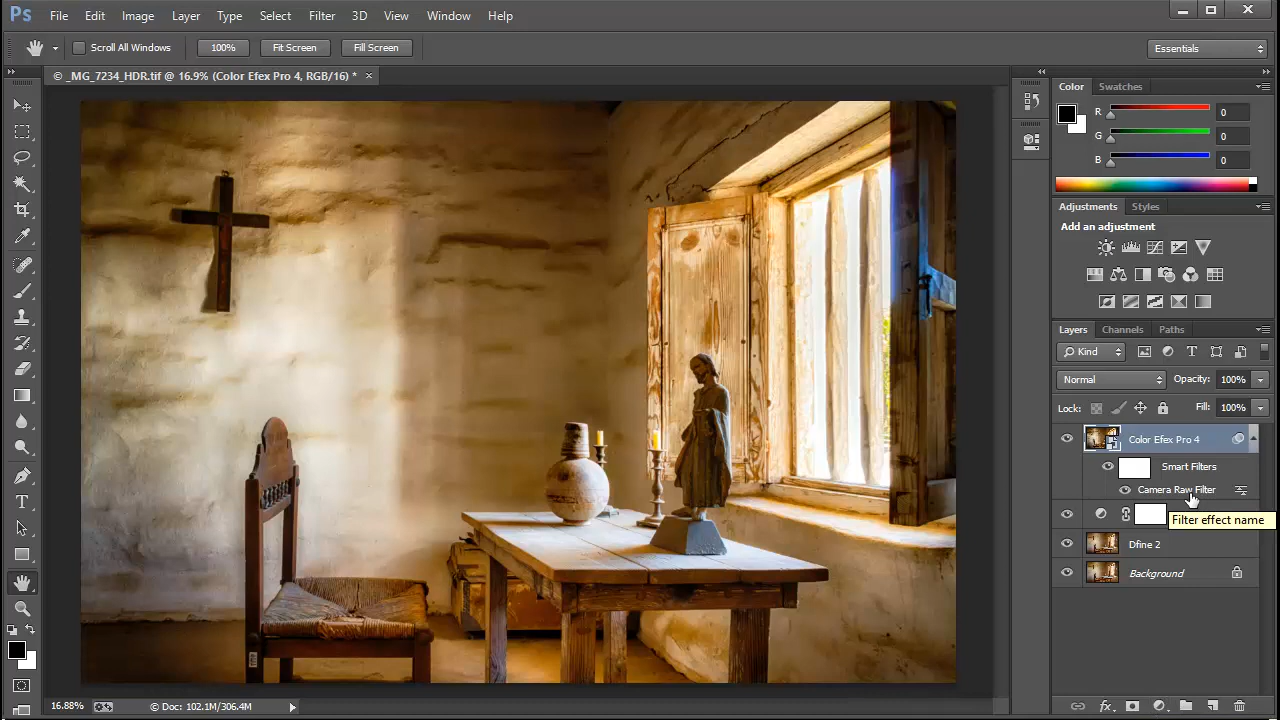 Ps File Edit Image Layer Type Select Filter 3D View Window Help
Scroll All Windows 100% Fit Screen Fill Screen Essentials
© _MG_7234_HDR.tif @ 16.9% (Color Efex Pro 4, RGB/16) * ×
Color Swatches
R 0
G 0
B 0
Adjustments Styles
Add an adjustment
Layers Channels Paths
Kind
Normal Opacity: 100%
Lock: Fill: 100%
Color Efex Pro 4
Smart Filters
Camera Raw Filter
Filter effect name
Dfine 2
Background
16.88% © Doc: 102.1M/306.4M